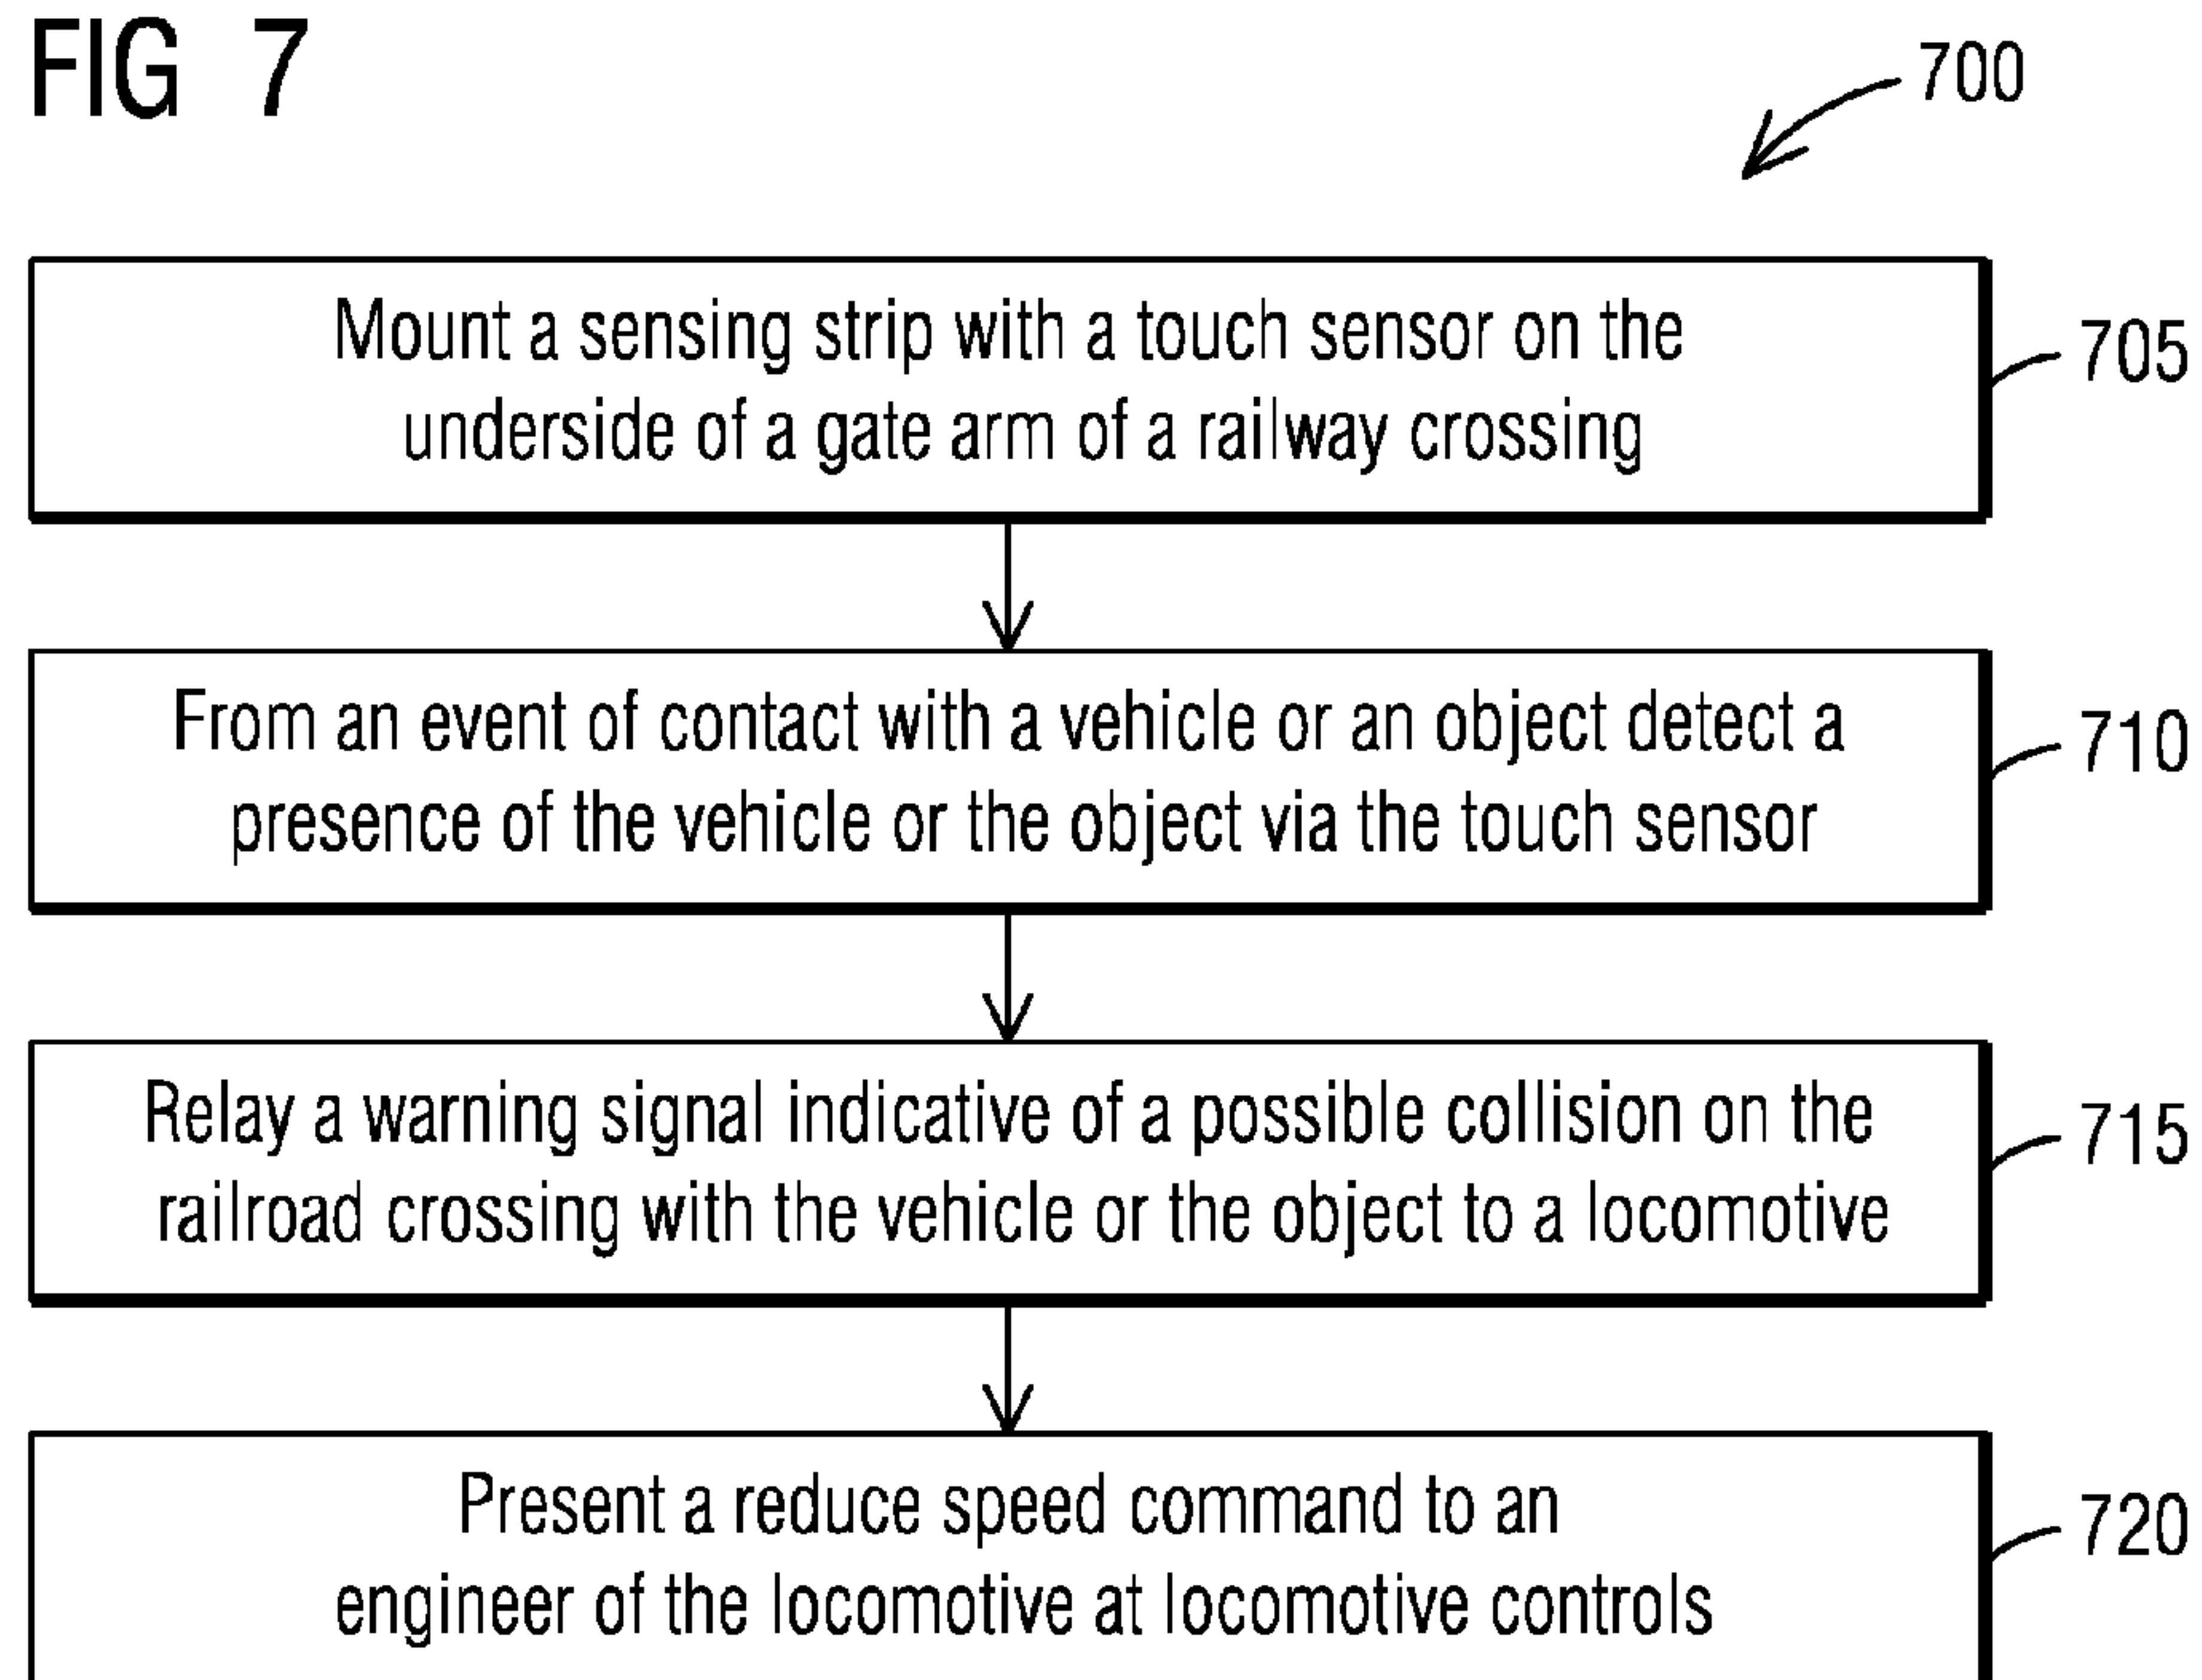 FIG 7
700
Mount a sensing strip with a touch sensor on the
underside of a gate arm of a railway crossing
705
From an event of contact with a vehicle or an object detect a
presence of the vehicle or the object via the touch sensor
710
Relay a warning signal indicative of a possible collision on the
railroad crossing with the vehicle or the object to a locomotive
715
Present a reduce speed command to an
engineer of the locomotive at locomotive controls
720